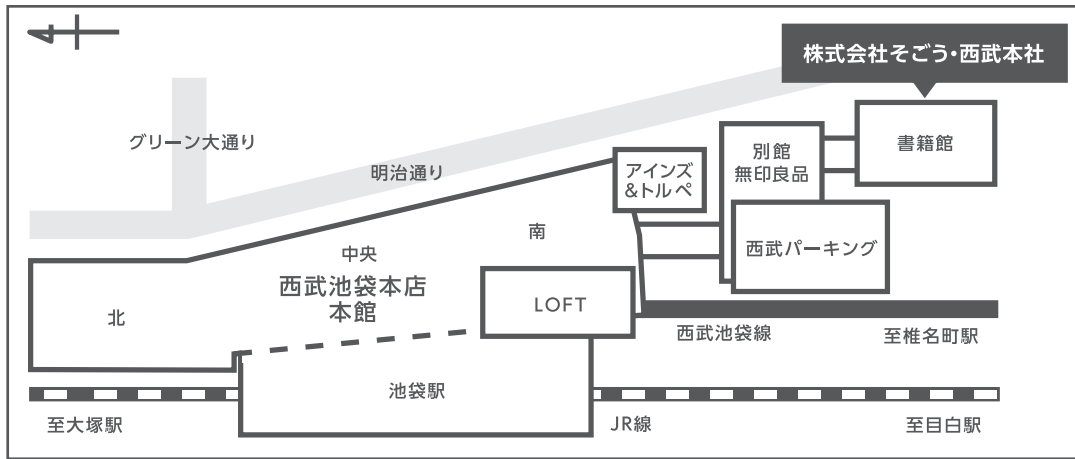 株式会社そごう・西武本社
グリーン大通り
明治通り
アインズ
&トルペ
別館
無印良品
書籍館
南
中央
西武池袋本店
本館
西武パーキング
北
LOFT
西武池袋線
至椎名町駅
池袋駅
至大塚駅
JR線
至目白駅